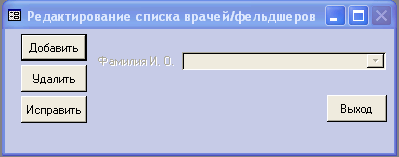 Редактирование списка врачей/фельдшеров
Добавить
Фамилия И. О.
Удалить
Исправить
Выход